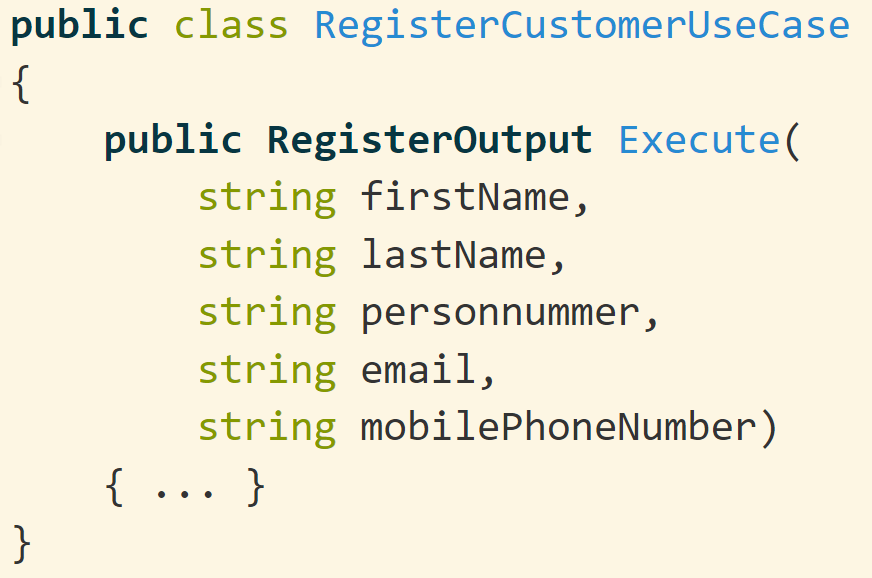 public class RegisterCustomerUseCase
{
    public RegisterOutput Execute(
        string firstName,
        string lastName,
        string personnummer,
        string email,
        string mobilePhoneNumber)
    { ... }
}